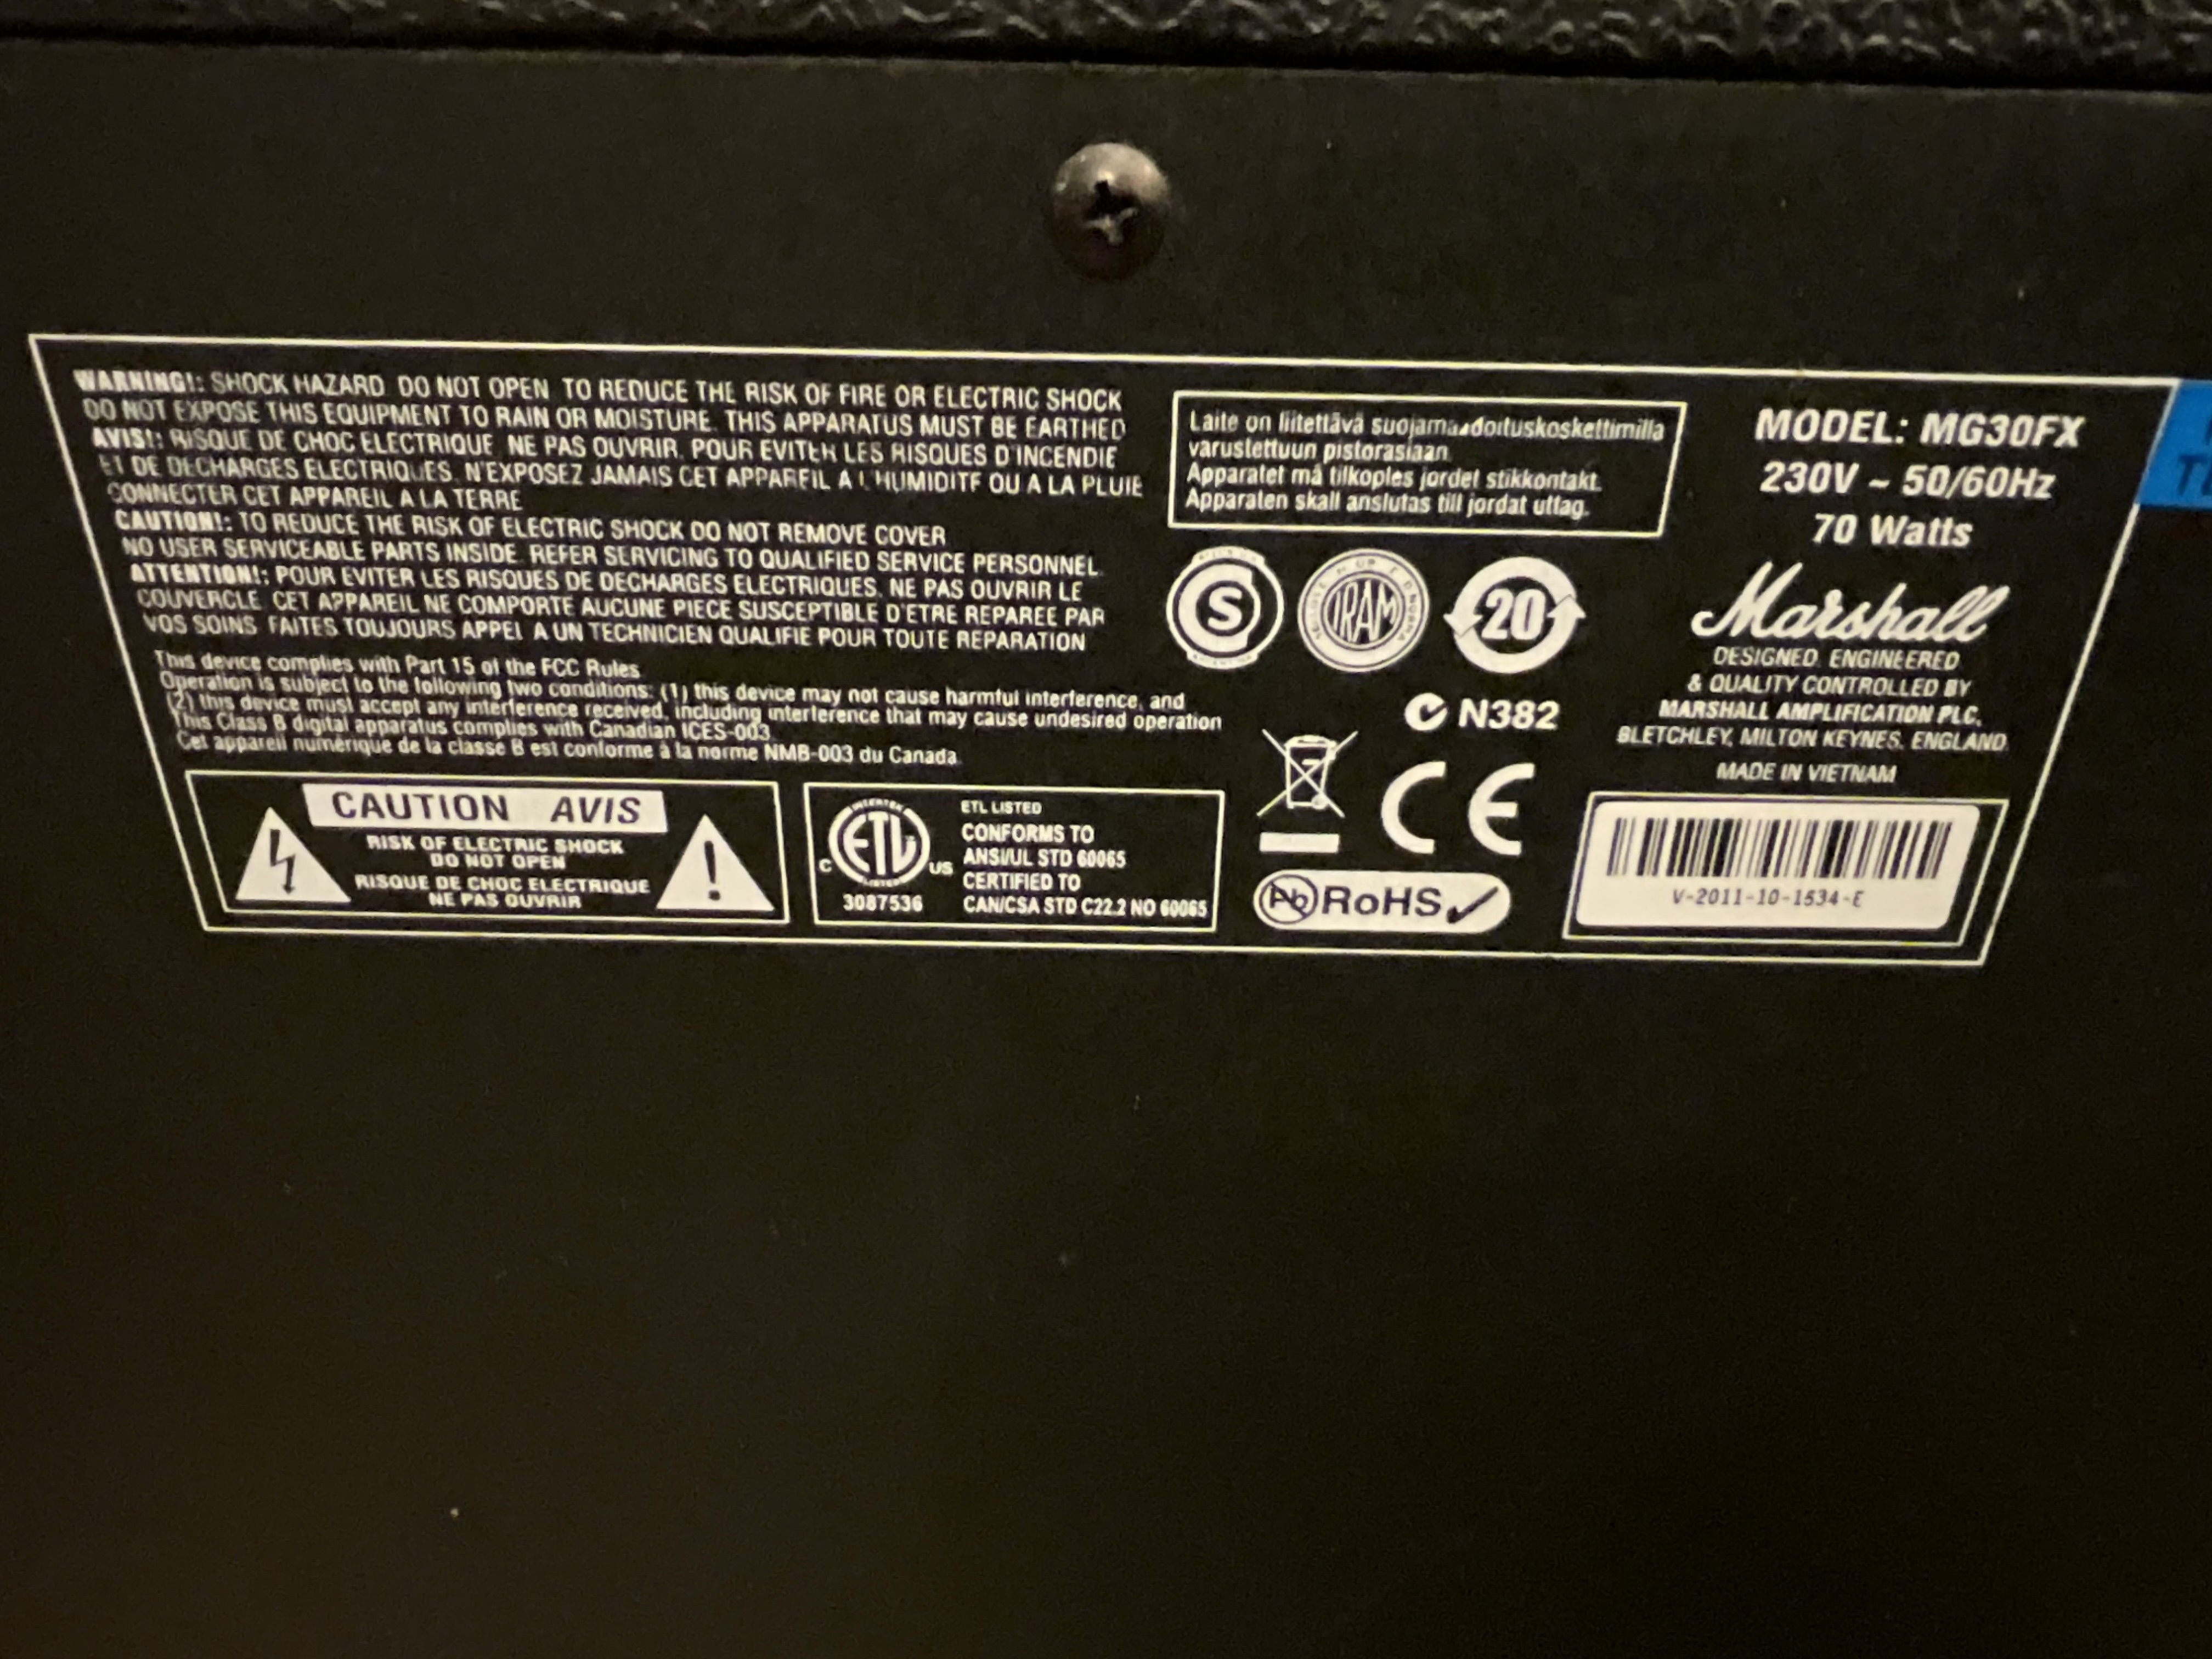 WARNING!: SHOCK HAZARD DO NOT OPEN TO REDUCE THE RISK OF FIRE OR ELECTRIC SHOCK
DO NOT EXPOSE THIS EQUIPMENT TO RAIN OR MOISTURE. THIS APPARATUS MUST BE EARTHED
AVIS!: RISQUE DE CHOC ELECTRIQUE NE PAS OUVRIR. POUR EVITER LES RISQUES D'INCENDIE
ET DE DECHARGES ELECTRIQUES, N'EXPOSEZ JAMAIS CET APPAREIL A L'HUMIDITE OU A LA PLUIE
CONNECTER CET APPAREIL A LA TERRE
CAUTION!: TO REDUCE THE RISK OF ELECTRIC SHOCK DO NOT REMOVE COVER
NO USER SERVICEABLE PARTS INSIDE. REFER SERVICING TO QUALIFIED SERVICE PERSONNEL.
ATTENTION!: POUR EVITER LES RISQUES DE DECHARGES ELECTRIQUES, NE PAS OUVRIR LE
COUVERCLE. CET APPAREIL NE COMPORTE AUCUNE PIECE SUSCEPTIBLE D'ETRE REPAREE PAR
VOS SOINS. FAITES TOUJOURS APPEL A UN TECHNICIEN QUALIFIE POUR TOUTE REPARATION
This device complies with Part 15 of the FCC Rules
Operation is subject to the following two conditions: (1) this device may not cause harmful interference, and
(2) this device must accept any interference received, including interference that may cause undesired operation
This Class B digital apparatus complies with Canadian ICES-003.
Cet appareil numérique de la classe B est conforme à la norme NMB-003 du Canada.
CAUTION AVIS
RISK OF ELECTRIC SHOCK
DO NOT OPEN
RISQUE DE CHOC ELECTRIQUE
NE PAS OUVRIR
INTERTEK
ETL
LISTED
C US
3087536
ETL LISTED
CONFORMS TO
ANSI/UL STD 60065
CERTIFIED TO
CAN/CSA STD C22.2 NO 60065
Laite on liitettävä suojamaadoituskoskettimilla
varustettuun pistorasiaan.
Apparatet må tilkoples jordet stikkontakt.
Apparaten skall anslutas till jordat uttag.
S
IRAM
20
N382
CE
Pb RoHS
MODEL: MG30FX
230V ~ 50/60Hz
70 Watts
Marshall
DESIGNED, ENGINEERED
& QUALITY CONTROLLED BY
MARSHALL AMPLIFICATION PLC,
BLETCHLEY, MILTON KEYNES, ENGLAND
MADE IN VIETNAM
V-2011-10-1534-E